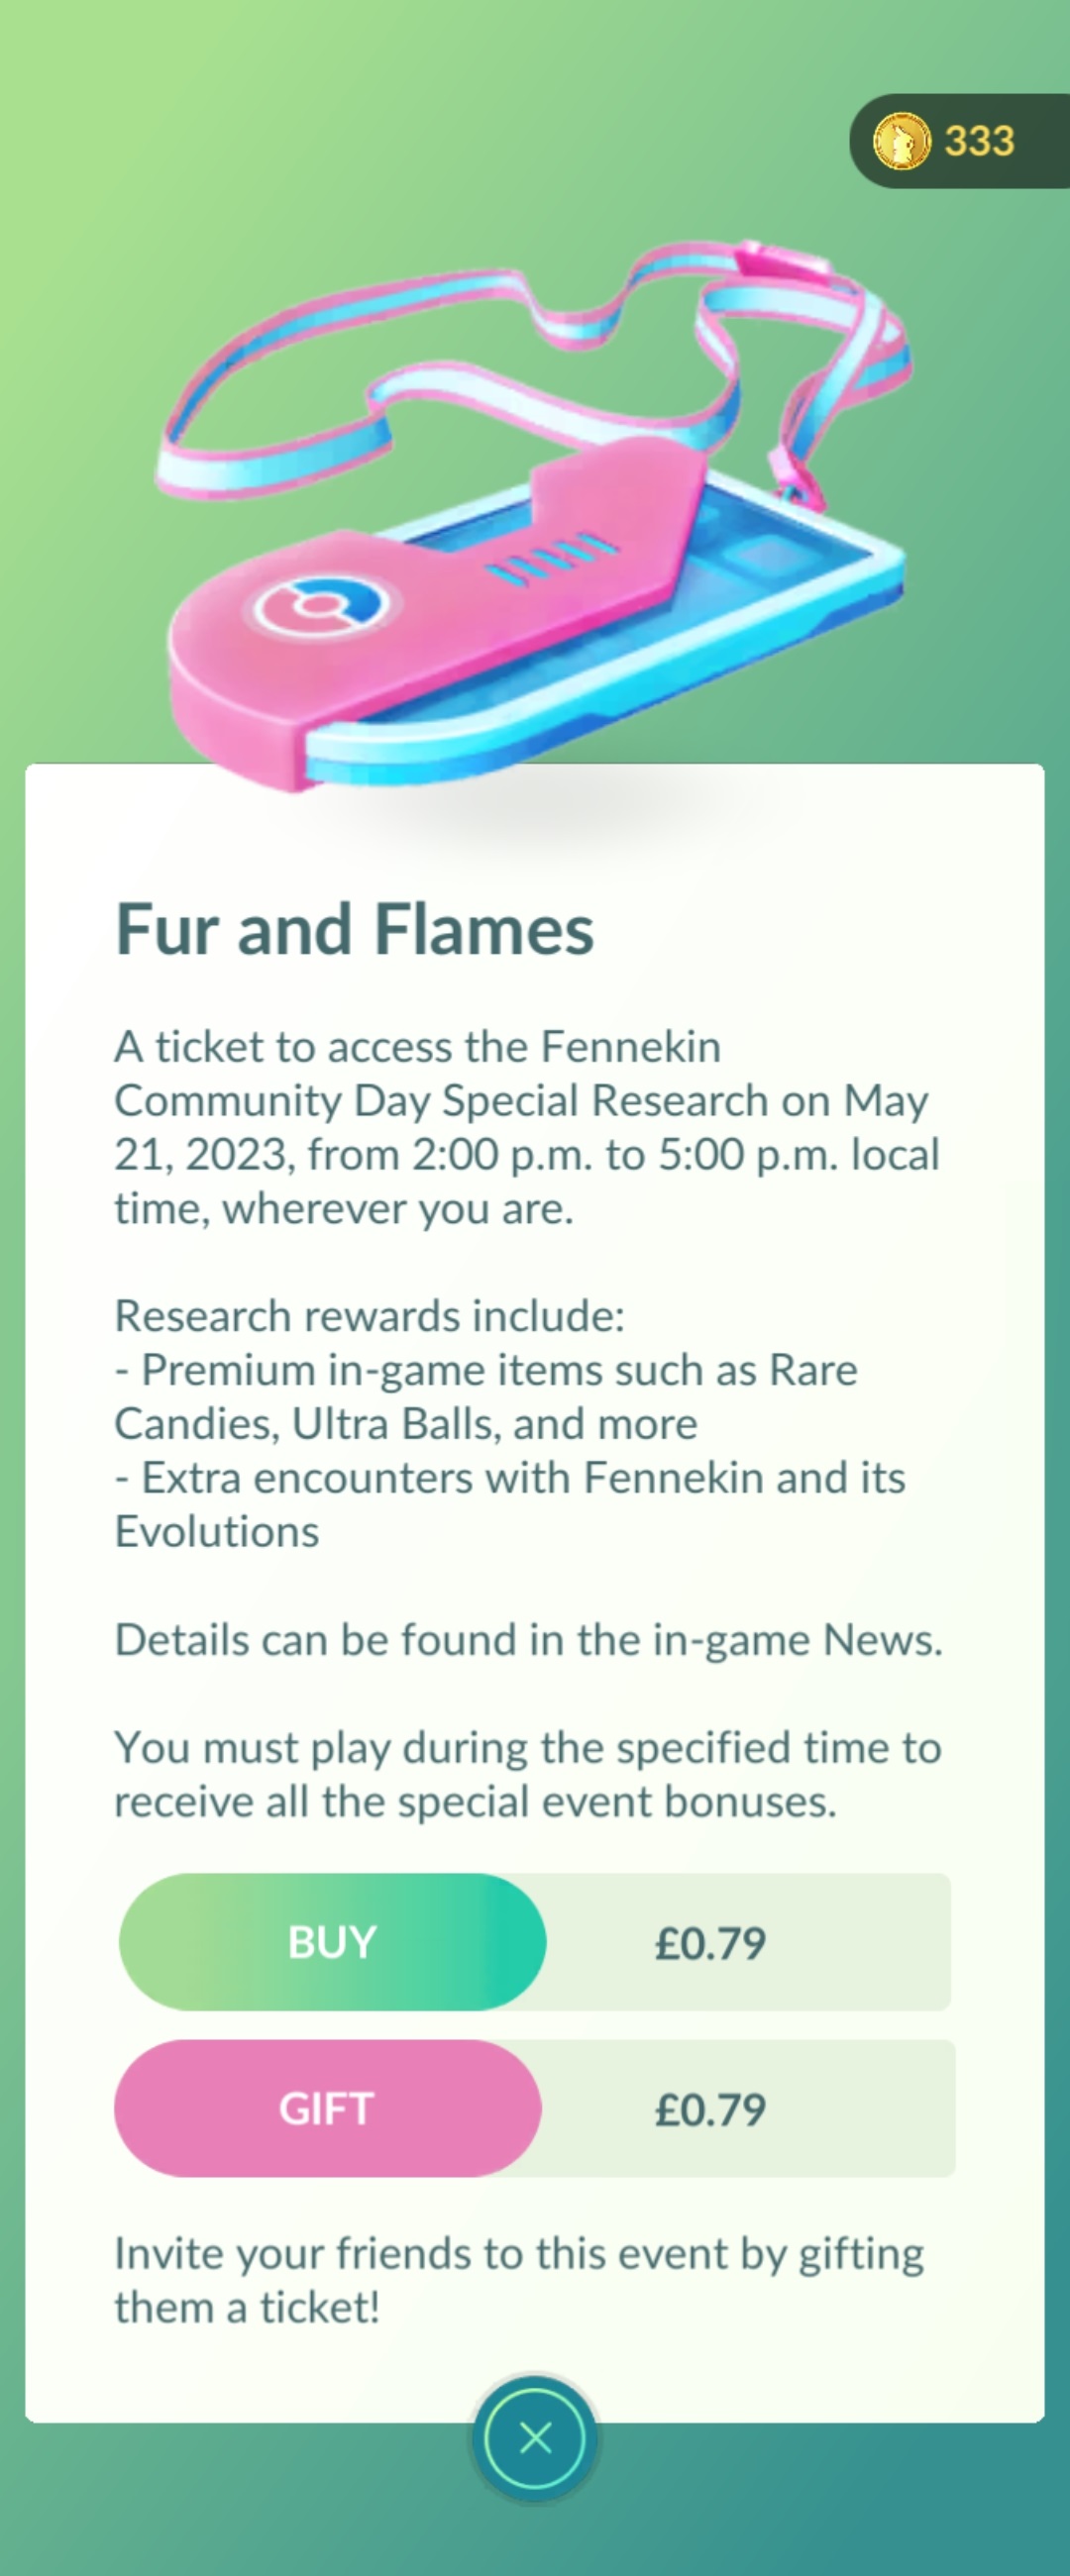 333
Fur and Flames
A ticket to access the Fennekin
Community Day Special Research on May
21, 2023, from 2:00 p.m. to 5:00 p.m. local
time, wherever you are.
Research rewards include:
- Premium in-game items such as Rare
Candies, Ultra Balls, and more
- Extra encounters with Fennekin and its
Evolutions
Details can be found in the in-game News.
You must play during the specified time to
receive all the special event bonuses.
BUY £0.79
GIFT £0.79
Invite your friends to this event by gifting
them a ticket!